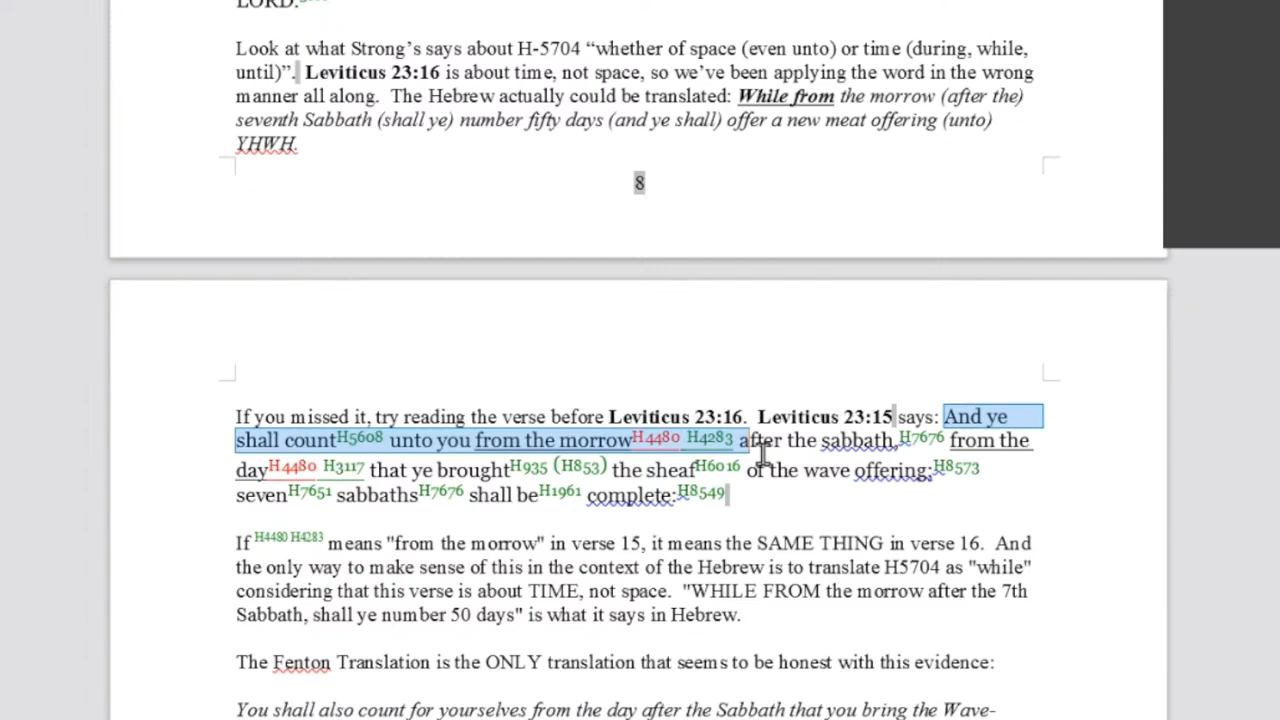 LORD.
Look at what Strong's says about H-5704 “whether of space (even unto) or time (during, while,
until)”. Leviticus 23:16 is about time, not space, so we've been applying the word in the wrong
manner all along. The Hebrew actually could be translated: While from the morrow (after the)
seventh Sabbath (shall ye) number fifty days (and ye shall) offer a new meat offering (unto)
YHWH.
8
If you missed it, try reading the verse before Leviticus 23:16. Leviticus 23:15 says: And ye
shall countH5608 unto you from the morrowH4480 H4283 after the sabbath,H7676 from the
dayH4480 H3117 that ye broughtH935 (H853) the sheafH6016 of the wave offering;H8573
sevenH7651 sabbathsH7676 shall beH1961 complete:H8549
If H4480 H4283 means "from the morrow" in verse 15, it means the SAME THING in verse 16. And
the only way to make sense of this in the context of the Hebrew is to translate H5704 as "while"
considering that this verse is about TIME, not space. "WHILE FROM the morrow after the 7th
Sabbath, shall ye number 50 days" is what it says in Hebrew.
The Fenton Translation is the ONLY translation that seems to be honest with this evidence:
You shall also count for yourselves from the day after the Sabbath that you bring the Wave-